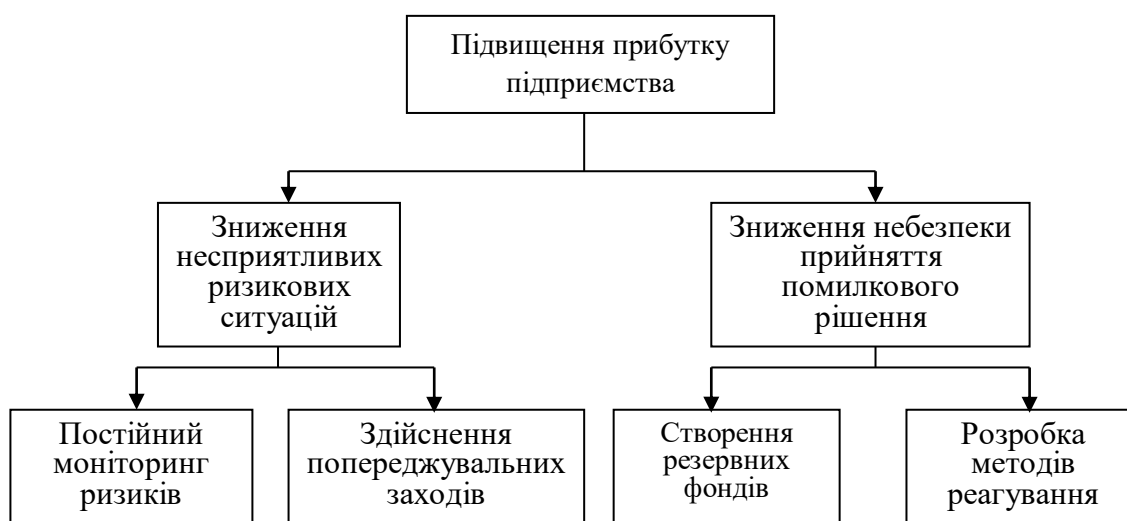 Підвищення прибутку
підприємства
Зниження
несприятливих
ризикових
ситуацій
Зниження небезпеки
прийняття
помилкового
рішення
Постійний
моніторинг
ризиків
Здійснення
попереджувальних
заходів
Створення
резервних
фондів
Розробка
методів
реагування